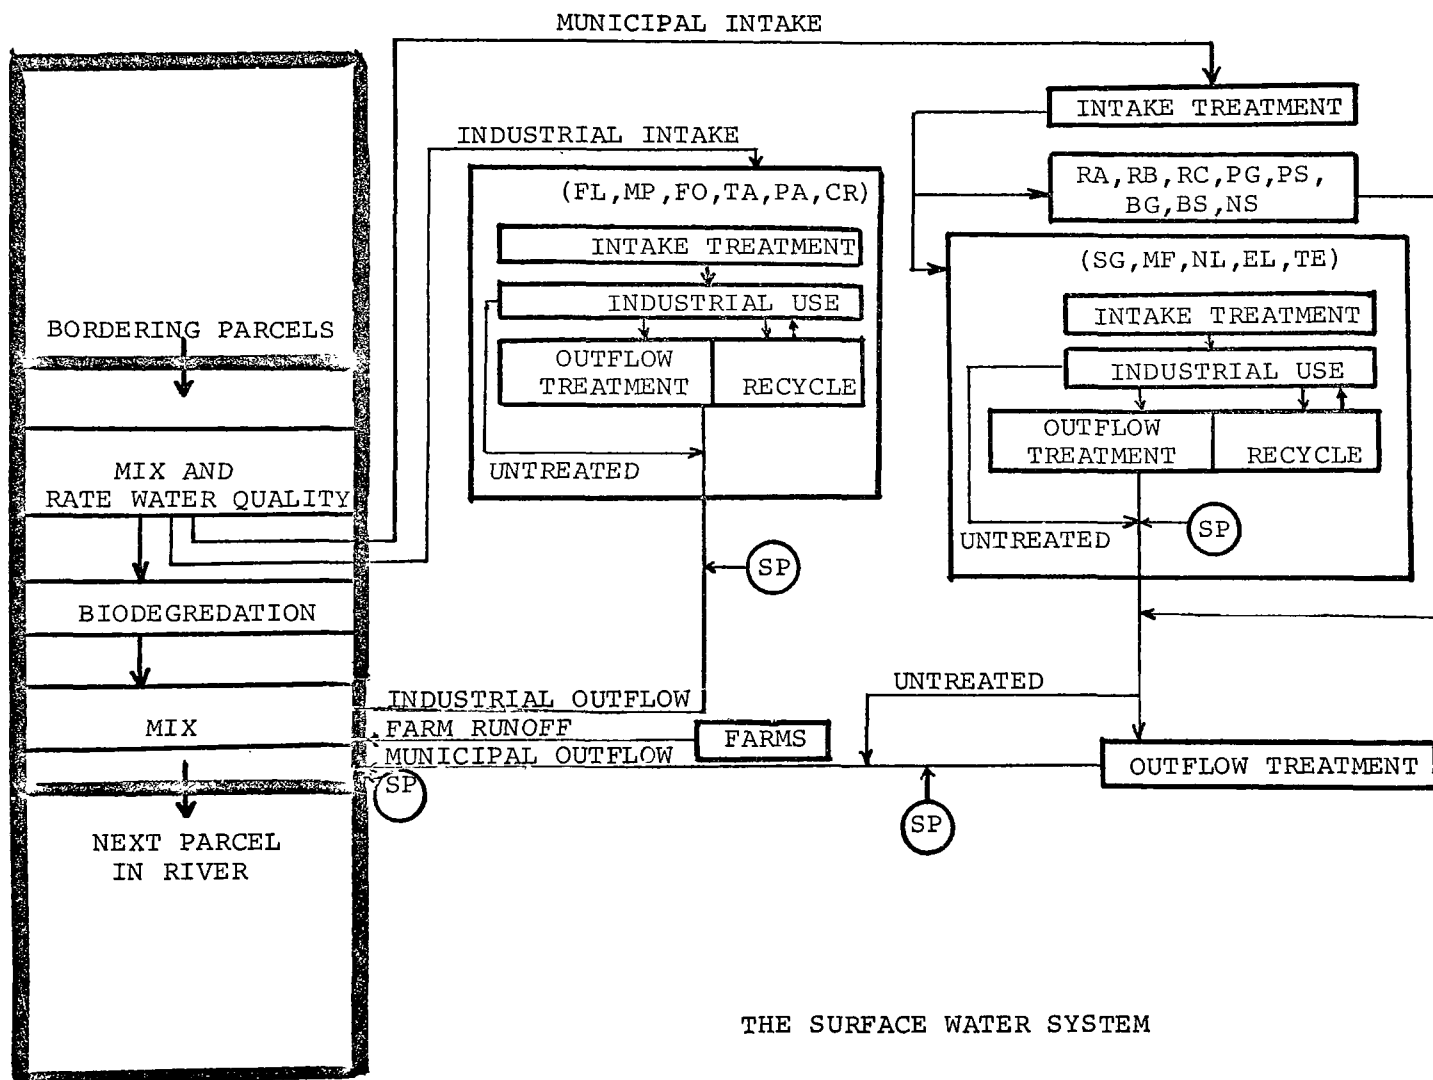 MUNICIPAL INTAKE
INTAKE TREATMENT
INDUSTRIAL INTAKE
(FL,MP,FO,TA,PA,CR)
INTAKE TREATMENT
INDUSTRIAL USE
OUTFLOW
TREATMENT
RECYCLE
UNTREATED
SP
RA,RB,RC,PG,PS,
BG,BS,NS
(SG,MF,NL,EL,TE)
INTAKE TREATMENT
INDUSTRIAL USE
OUTFLOW
TREATMENT
RECYCLE
UNTREATED
SP
BORDERING PARCELS
MIX AND
RATE WATER QUALITY
BIODEGREDATION
MIX
NEXT PARCEL
IN RIVER
INDUSTRIAL OUTFLOW
FARM RUNOFF
FARMS
MUNICIPAL OUTFLOW
SP
UNTREATED
SP
OUTFLOW TREATMENT
THE SURFACE WATER SYSTEM